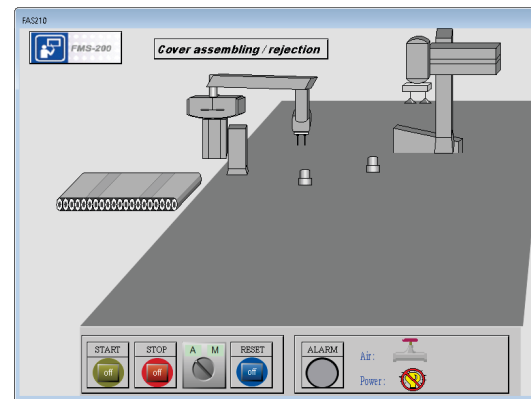 FAS210
FMS-200
Cover assembling / rejection
START
STOP
A M
RESET
off
off
off
ALARM
Air:
Power: